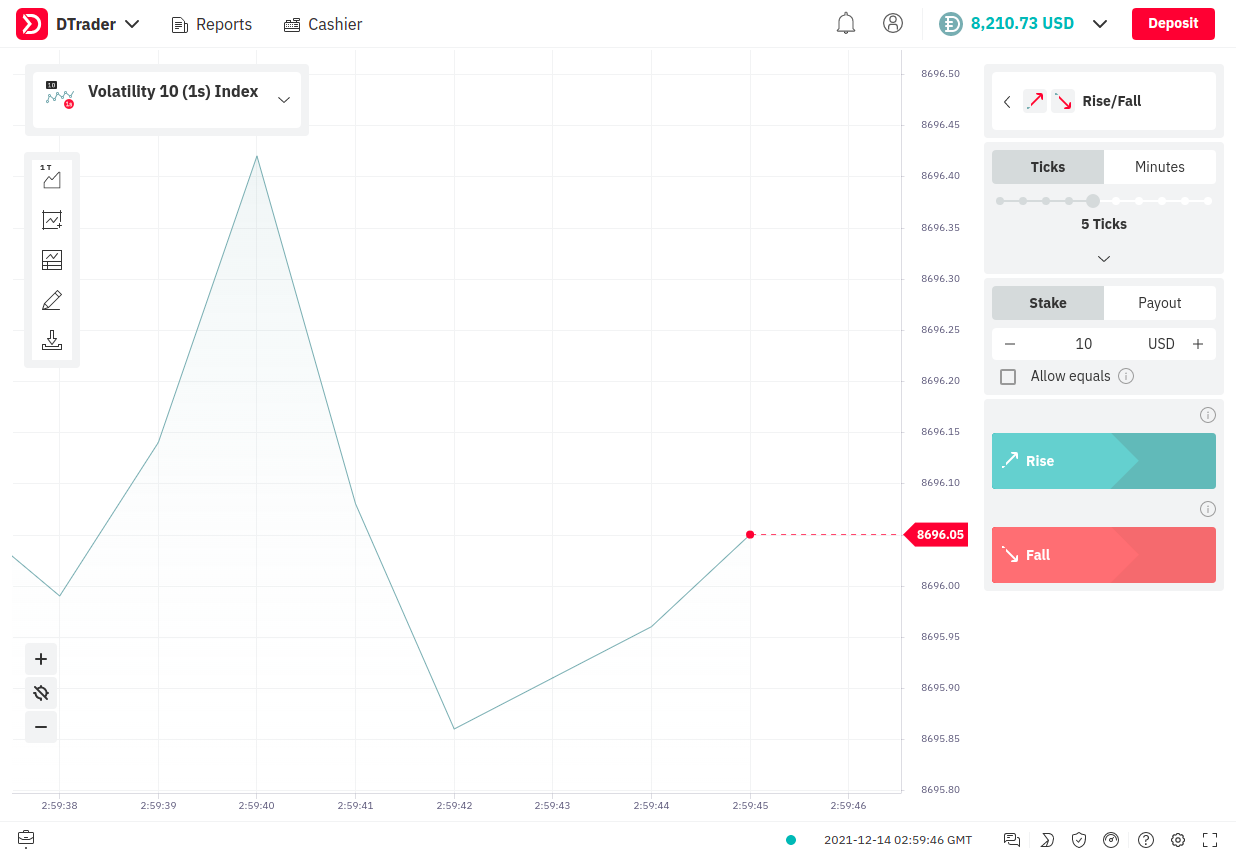 DTrader
Reports
Cashier
8,210.73 USD
Deposit
10
1s
Volatility 10 (1s) Index
1 T
8696.50
8696.45
8696.40
8696.35
8696.30
8696.25
8696.20
8696.15
8696.10
8696.05
8696.00
8695.95
8695.90
8695.85
8695.80
2:59:38
2:59:39
2:59:40
2:59:41
2:59:42
2:59:43
2:59:44
2:59:45
2:59:46
Rise/Fall
Ticks
Minutes
5 Ticks
Stake
Payout
10
USD
Allow equals
Rise
Fall
2021-12-14 02:59:46 GMT